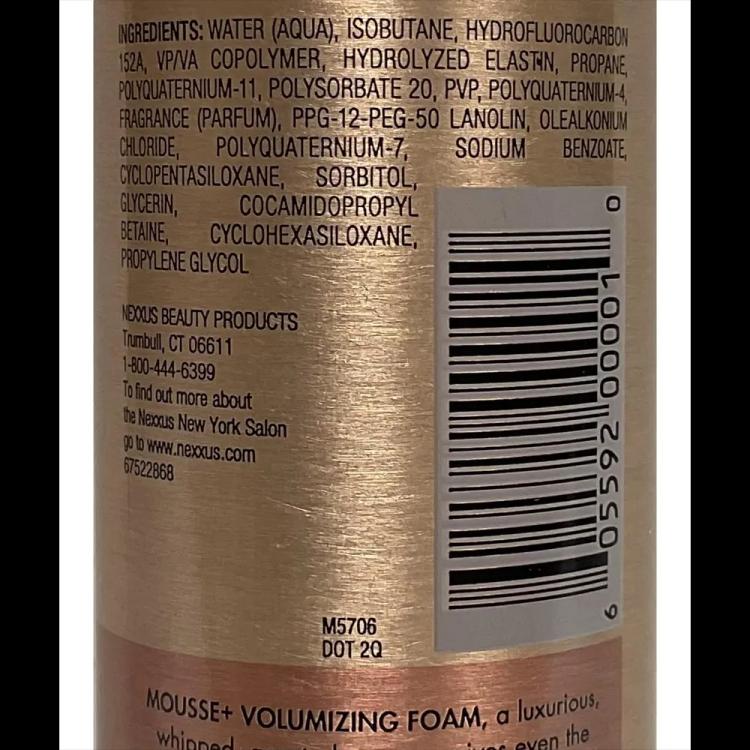 INGREDIENTS: WATER (AQUA), ISOBUTANE, HYDROFLUOROCARBON
152A, VP/VA COPOLYMER, HYDROLYZED ELASTIN, PROPANE,
POLYQUATERNIUM-11, POLYSORBATE 20, PVP, POLYQUATERNIUM-4,
FRAGRANCE (PARFUM), PPG-12-PEG-50 LANOLIN, OLEALKONIUM
CHLORIDE, POLYQUATERNIUM-7, SODIUM BENZOATE,
CYCLOPENTASILOXANE, SORBITOL,
GLYCERIN, COCAMIDOPROPYL
BETAINE, CYCLOHEXASILOXANE,
PROPYLENE GLYCOL
NEXXUS BEAUTY PRODUCTS
Trumbull, CT 06611
1-800-444-6399
To find out more about
the Nexxus New York Salon
go to www.nexxus.com
67522868
6 05592 00001 0
M5706
DOT 2Q
MOUSSE+ VOLUMIZING FOAM, a luxurious,
whipped even the